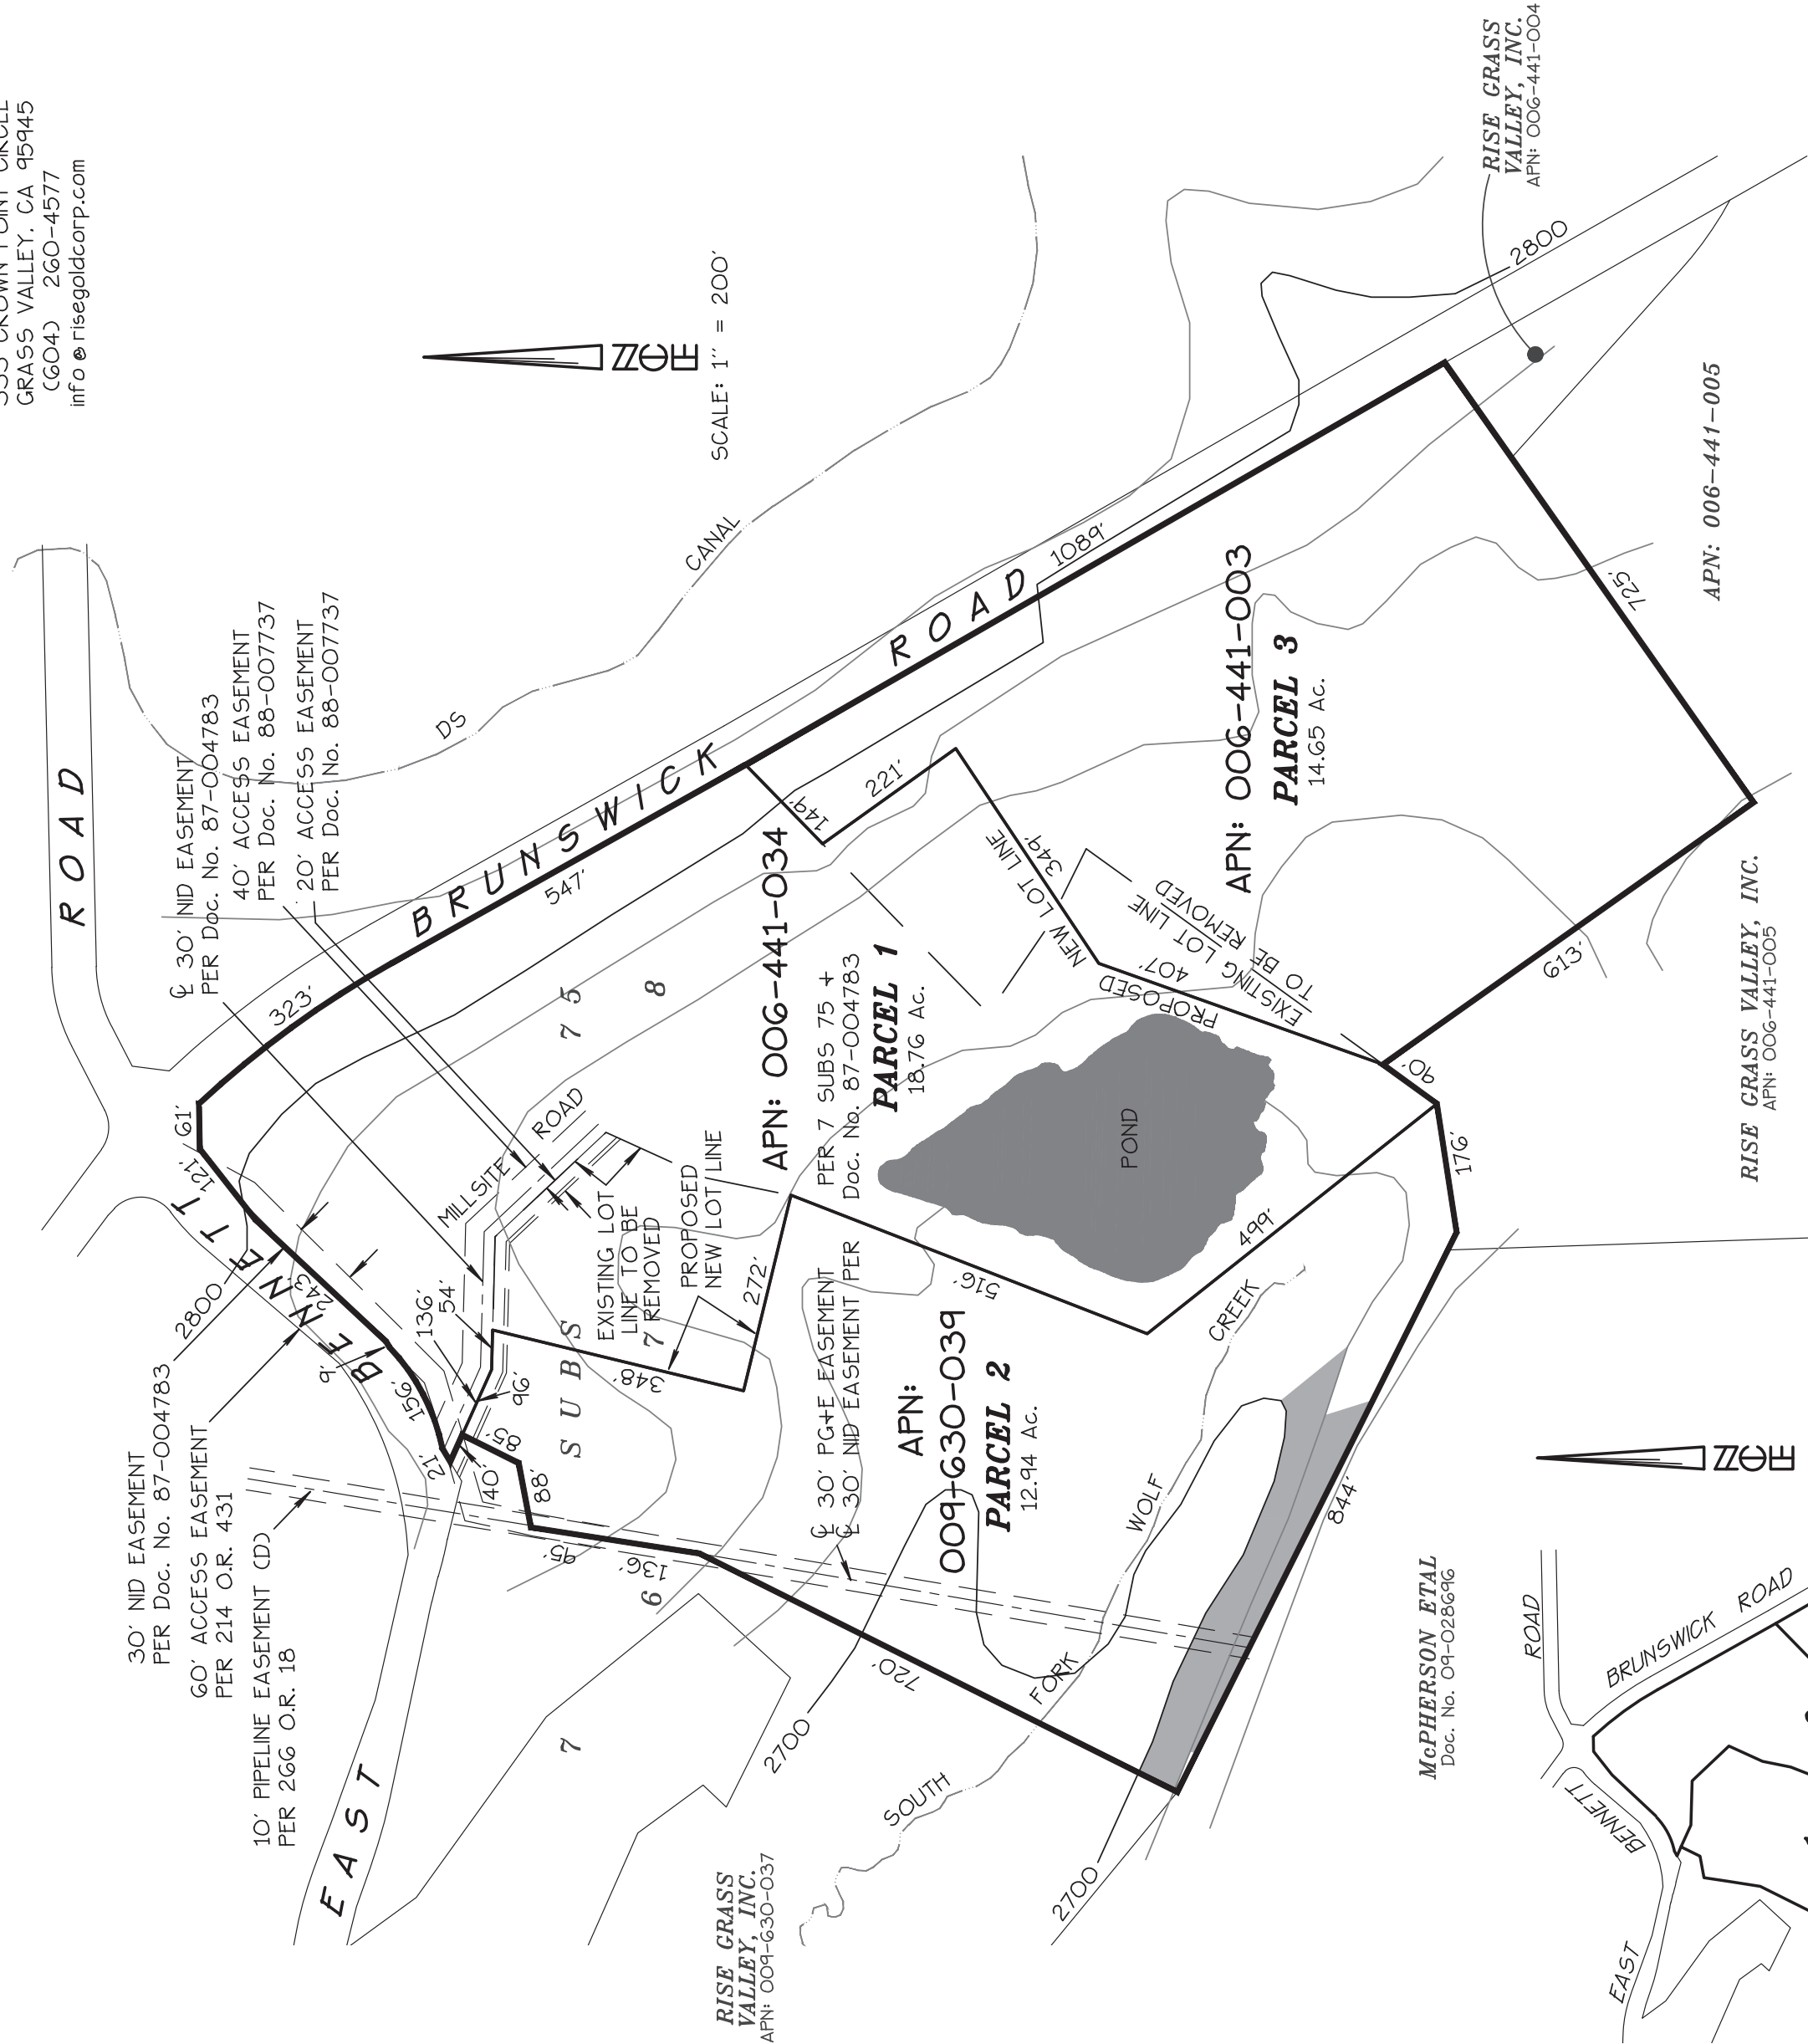 GRASS VALLEY, CA 95945
(604) 260-4577
info @ risegoldcorp.com
ROAD
℄ 30' NID EASEMENT
PER Doc. No. 87-004783
40' ACCESS EASEMENT
PER Doc. No. 88-007737
20' ACCESS EASEMENT
PER Doc. No. 88-007737
DS
CANAL
SCALE: 1" = 200'
RISE GRASS
VALLEY, INC.
APN: 006-441-004
2800
BRUNSWICK
ROAD
547'
323'
61'
121'
1089'
149'
221'
349'
NEW LOT LINE
407'
PROPOSED
EXISTING LOT LINE
TO BE REMOVED
APN: 006-441-003
PARCEL 3
14.65 Ac.
725'
613'
APN: 006-441-005
RISE GRASS VALLEY, INC.
APN: 006-441-005
30' NID EASEMENT
PER Doc. No. 87-004783
60' ACCESS EASEMENT
PER 214 O.R. 431
10' PIPELINE EASEMENT (D)
PER 266 O.R. 18
EAST
BENNETT
2800
243'
9'
156'
21'
136'
54'
96'
85'
40'
88'
95'
136'
MILLSITE
ROAD
EXISTING LOT
LINE TO BE
REMOVED
PROPOSED
NEW LOT LINE
348'
272'
SUBS
75
7
8
6
7
APN: 006-441-034
PER 7 SUBS 75 +
Doc. No. 87-004783
PARCEL 1
18.76 Ac.
POND
516'
499'
90'
176'
℄ 30' PG+E EASEMENT
℄ 30' NID EASEMENT PER
APN:
009-630-039
PARCEL 2
12.94 Ac.
SOUTH
FORK
WOLF
CREEK
720'
844'
2700
2700
RISE GRASS
VALLEY, INC.
APN: 009-630-037
McPHERSON ETAL
Doc. No. 09-028696
ROAD
BRUNSWICK ROAD
BENNETT
EAST